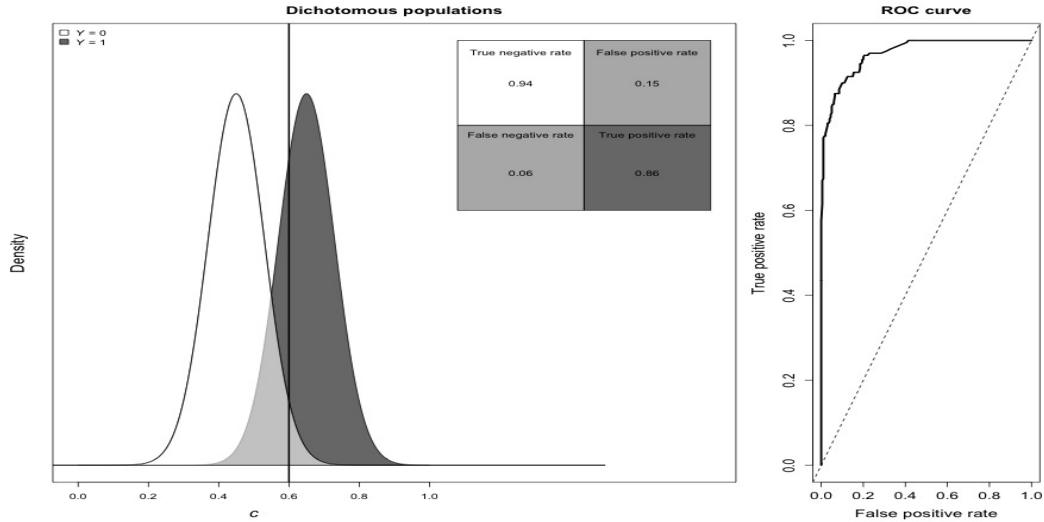 Dichotomous populations
Y = 0
Y = 1
True negative rate
False positive rate
0.94
0.15
False negative rate
True positive rate
0.06
0.86
Density
0.0 0.2 0.4 0.6 0.8 1.0
c
ROC curve
True positive rate
0.0 0.2 0.4 0.6 0.8 1.0
0.0 0.2 0.4 0.6 0.8 1.0
False positive rate